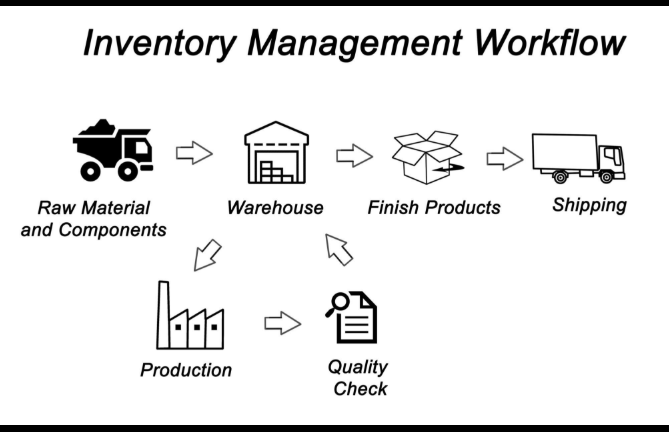 Inventory Management Workflow
Raw Material
and Components
Warehouse
Finish Products
Shipping
Production
Quality
Check